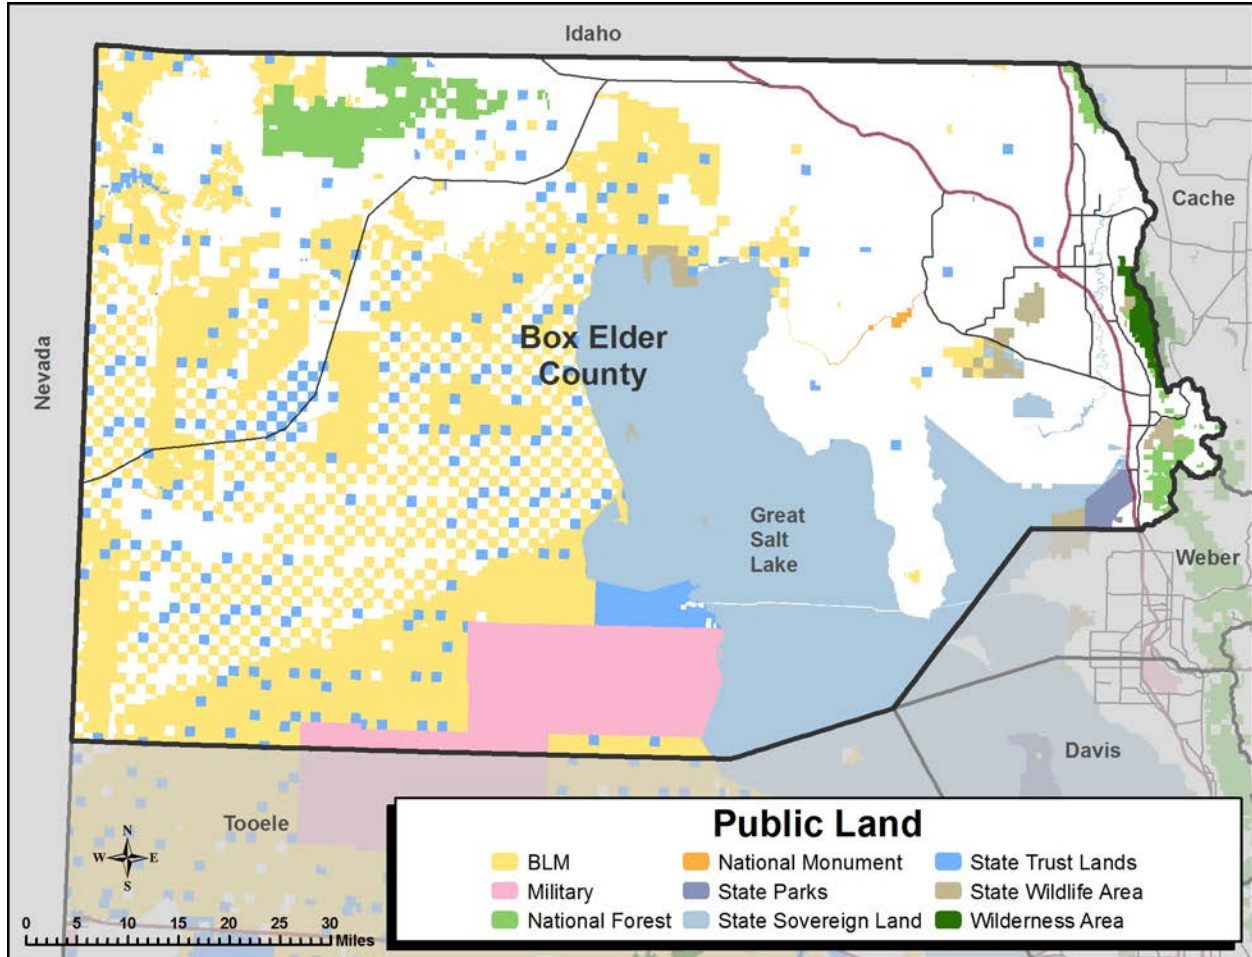 Idaho
Cache
Nevada
Box Elder
County
Great
Salt
Lake
Weber
Davis
Tooele
N
W E
S
0 5 10 15 20 25 30
Miles
Public Land
BLM
National Monument
State Trust Lands
Military
State Parks
State Wildlife Area
National Forest
State Sovereign Land
Wilderness Area